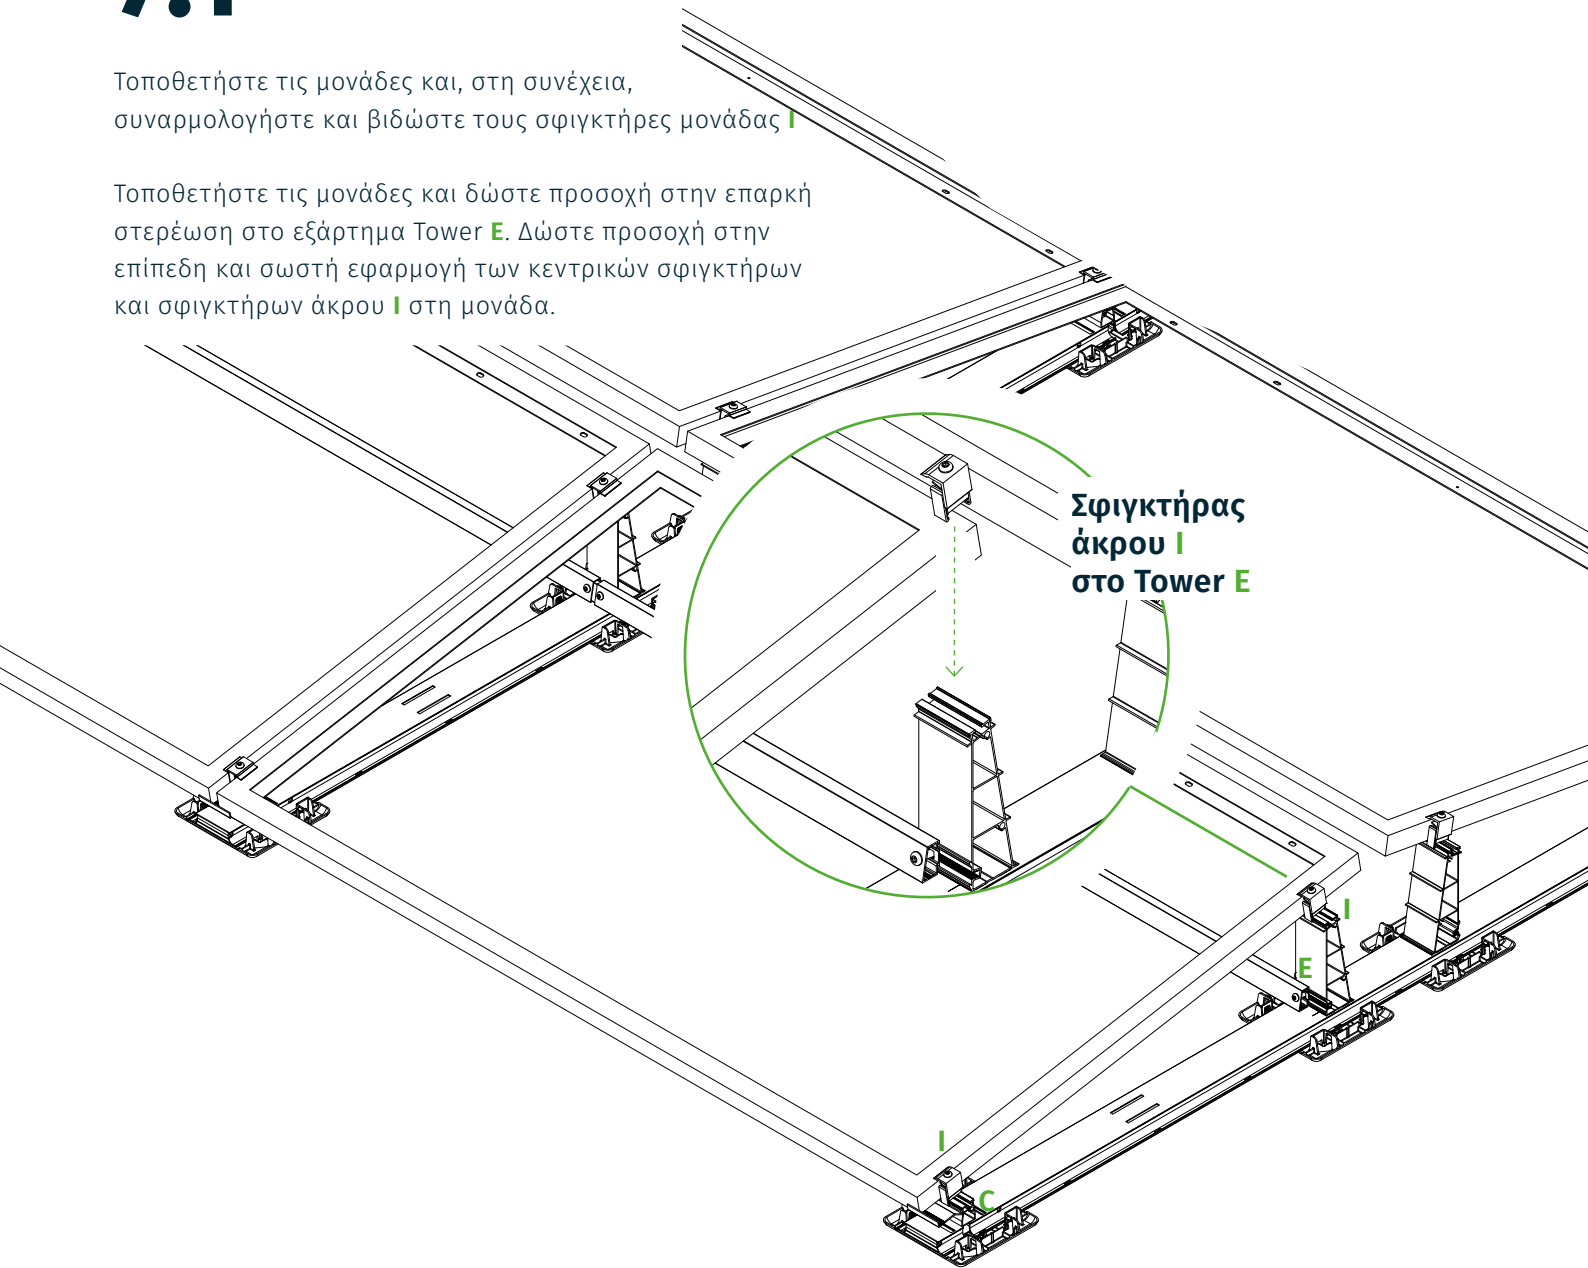 Τοποθετήστε τις μονάδες και, στη συνέχεια,
συναρμολογήστε και βιδώστε τους σφιγκτήρες μονάδας I
Τοποθετήστε τις μονάδες και δώστε προσοχή στην επαρκή
στερέωση στο εξάρτημα Tower E. Δώστε προσοχή στην
επίπεδη και σωστή εφαρμογή των κεντρικών σφιγκτήρων
και σφιγκτήρων άκρου I στη μονάδα.
Σφιγκτήρας
άκρου I
στο Tower E
I
E
I
C